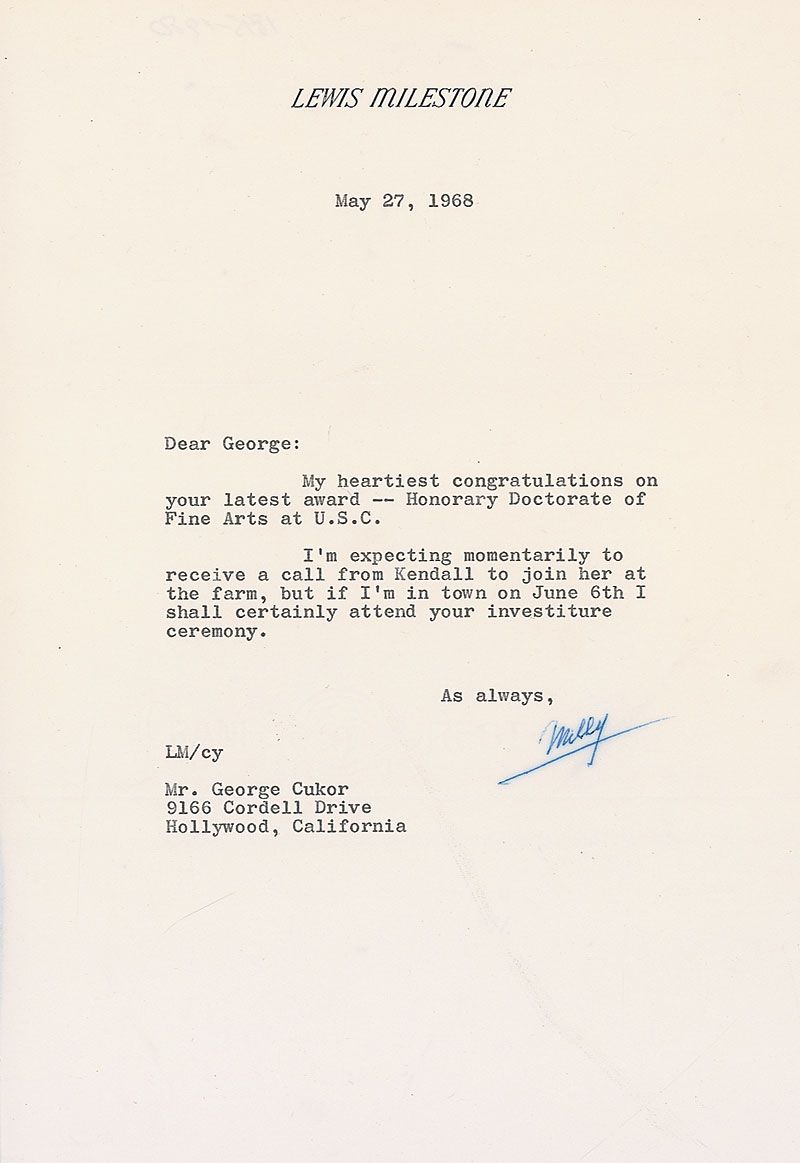 LEWIS MILESTONE
May 27, 1968
Dear George:
My heartiest congratulations on
your latest award -- Honorary Doctorate of
Fine Arts at U.S.C.
I'm expecting momentarily to
receive a call from Kendall to join her at
the farm, but if I'm in town on June 6th I
shall certainly attend your investiture
ceremony.
As always,
Milly
LM/cy
Mr. George Cukor
9166 Cordell Drive
Hollywood, California